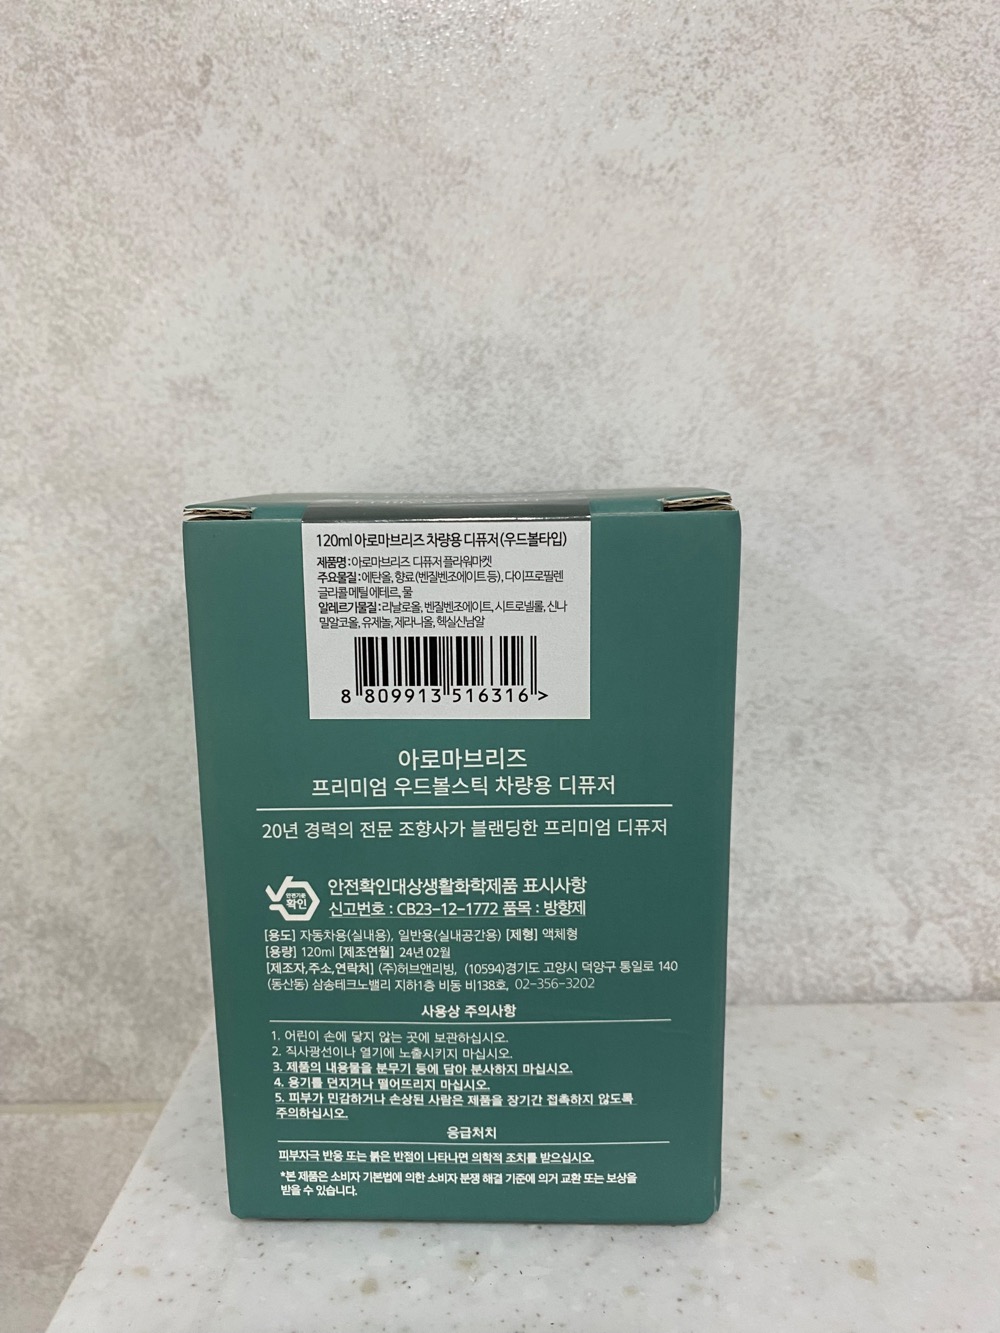 120ml 아로마브리즈 차량용 디퓨저(우드볼타입)
제품명:아로마브리즈 디퓨저 플라워마켓
주요물질:에탄올, 향료(벤질벤조에이트 등), 다이프로필렌
글리콜 메틸 에테르, 물
알레르기물질:리날로올, 벤질벤조에이트, 시트로넬롤, 신나
밀알코올, 유제놀, 제라니올, 헥실신남알
8 809913 516316 >
아로마브리즈
프리미엄 우드볼스틱 차량용 디퓨저
20년 경력의 전문 조향사가 블랜딩한 프리미엄 디퓨저
안전기준
확인
안전확인대상생활화학제품 표시사항
신고번호 : CB23-12-1772 품목 : 방향제
[용도] 자동차용(실내용), 일반용(실내공간용) [제형] 액체형
[용량] 120ml [제조연월] 24년 02월
[제조자,주소,연락처] (주)허브앤리빙, (10594)경기도 고양시 덕양구 통일로 140
(동산동) 삼송테크노밸리 지하1층 비동 비138호, 02-356-3202
사용상 주의사항
1. 어린이 손에 닿지 않는 곳에 보관하십시오.
2. 직사광선이나 열기에 노출시키지 마십시오.
3. 제품의 내용물을 분무기 등에 담아 분사하지 마십시오.
4. 용기를 던지거나 떨어뜨리지 마십시오.
5. 피부가 민감하거나 손상된 사람은 제품을 장기간 접촉하지 않도록
주의하십시오.
응급처치
피부자극 반응 또는 붉은 반점이 나타나면 의학적 조치를 받으십시오.
*본 제품은 소비자 기본법에 의한 소비자 분쟁 해결 기준에 의거 교환 또는 보상을
받을 수 있습니다.